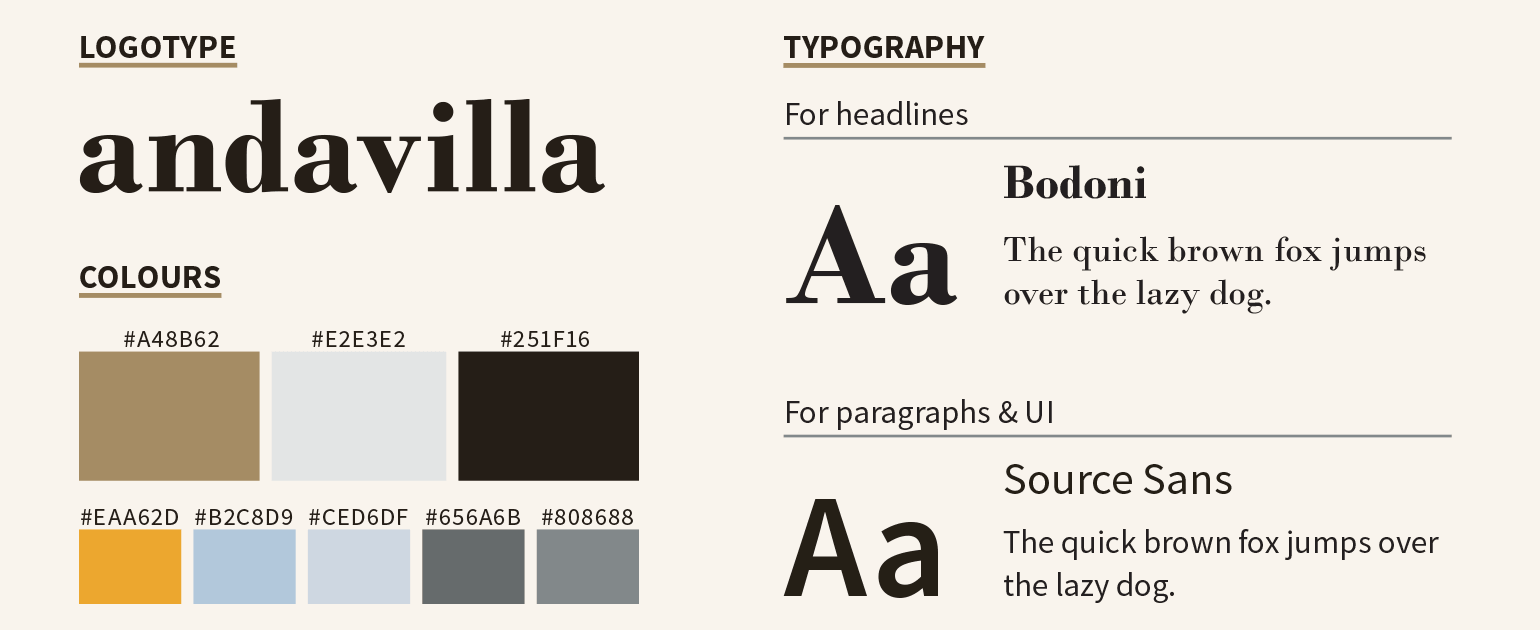 LOGOTYPE
andavilla
COLOURS
#A48B62 #E2E3E2 #251F16
#EAA62D #B2C8D9 #CED6DF #656A6B #808688
TYPOGRAPHY
For headlines
Aa
Bodoni
The quick brown fox jumps
over the lazy dog.
For paragraphs & UI
Aa
Source Sans
The quick brown fox jumps over
the lazy dog.